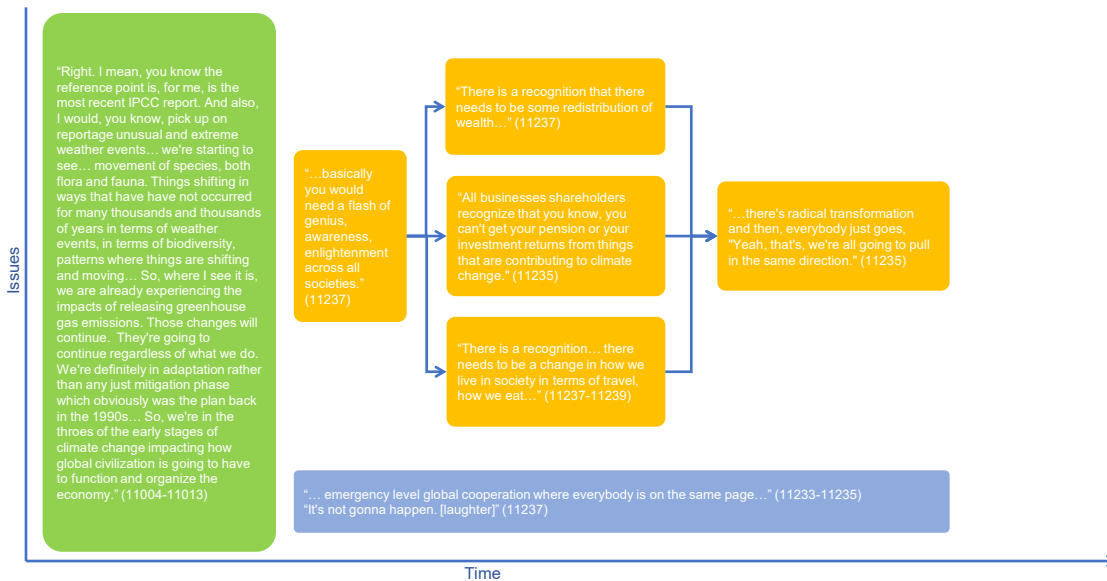 Issues
“Right. I mean, you know the
reference point is, for me, is the
most recent IPCC report. And also,
I would, you know, pick up on
reportage unusual and extreme
weather events… we're starting to
see… movement of species, both
flora and fauna. Things shifting in
ways that have have not occurred
for many thousands and thousands
of years in terms of weather
events, in terms of biodiversity,
patterns where things are shifting
and moving… So, where I see it is,
we are already experiencing the
impacts of releasing greenhouse
gas emissions. Those changes will
continue.  They're going to
continue regardless of what we do.
We're definitely in adaptation rather
than any just mitigation phase
which obviously was the plan back
in the 1990s… So, we're in the
throes of the early stages of
climate change impacting how
global civilization is going to have
to function and organize the
economy.” (11004-11013)
“…basically
you would
need a flash of
genius,
awareness,
enlightenment
across all
societies.”
(11237)
“There is a recognition that there
needs to be some redistribution of
wealth…” (11237)
"All businesses shareholders
recognize that you know, you
can't get your pension or your
investment returns from things
that are contributing to climate
change." (11235)
“There is a recognition… there
needs to be a change in how we
live in society in terms of travel,
how we eat…” (11237-11239)
“…there's radical transformation
and then, everybody just goes,
"Yeah, that's, we're all going to pull
in the same direction." (11235)
“… emergency level global cooperation where everybody is on the same page…” (11233-11235)
“It's not gonna happen. [laughter]” (11237)
Time